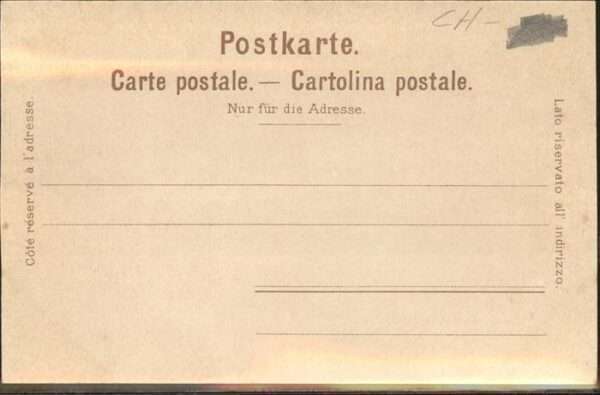 CH-
Postkarte.
Carte postale. — Cartolina postale.
Nur für die Adresse.
Côté réservé à l'adresse.
Lato riservato all' indirizzo.